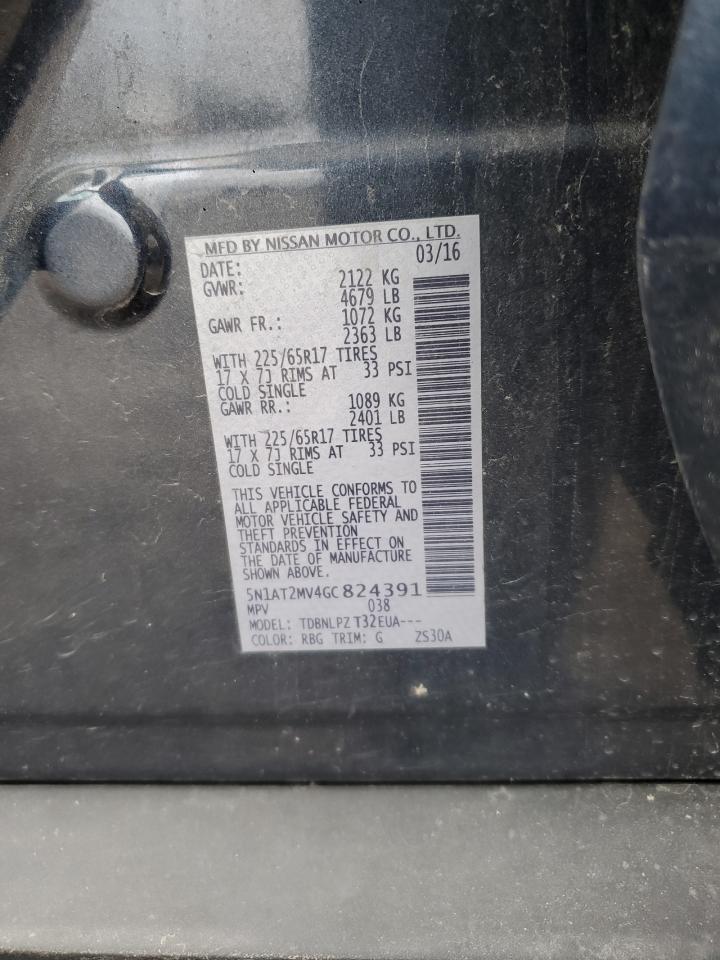 MFD BY NISSAN MOTOR CO., LTD.
DATE: 03/16
GVWR: 2122 KG
4679 LB
GAWR FR.: 1072 KG
2363 LB
WITH 225/65R17 TIRES
17 X 7J RIMS AT 33 PSI
COLD SINGLE
GAWR RR.: 1089 KG
2401 LB
WITH 225/65R17 TIRES
17 X 7J RIMS AT 33 PSI
COLD SINGLE
THIS VEHICLE CONFORMS TO
ALL APPLICABLE FEDERAL
MOTOR VEHICLE SAFETY AND
THEFT PREVENTION
STANDARDS IN EFFECT ON
THE DATE OF MANUFACTURE
SHOWN ABOVE.
5N1AT2MV4GC824391
MPV 038
MODEL: TDBNLPZ T32EUA---
COLOR: RBG TRIM: G ZS30A